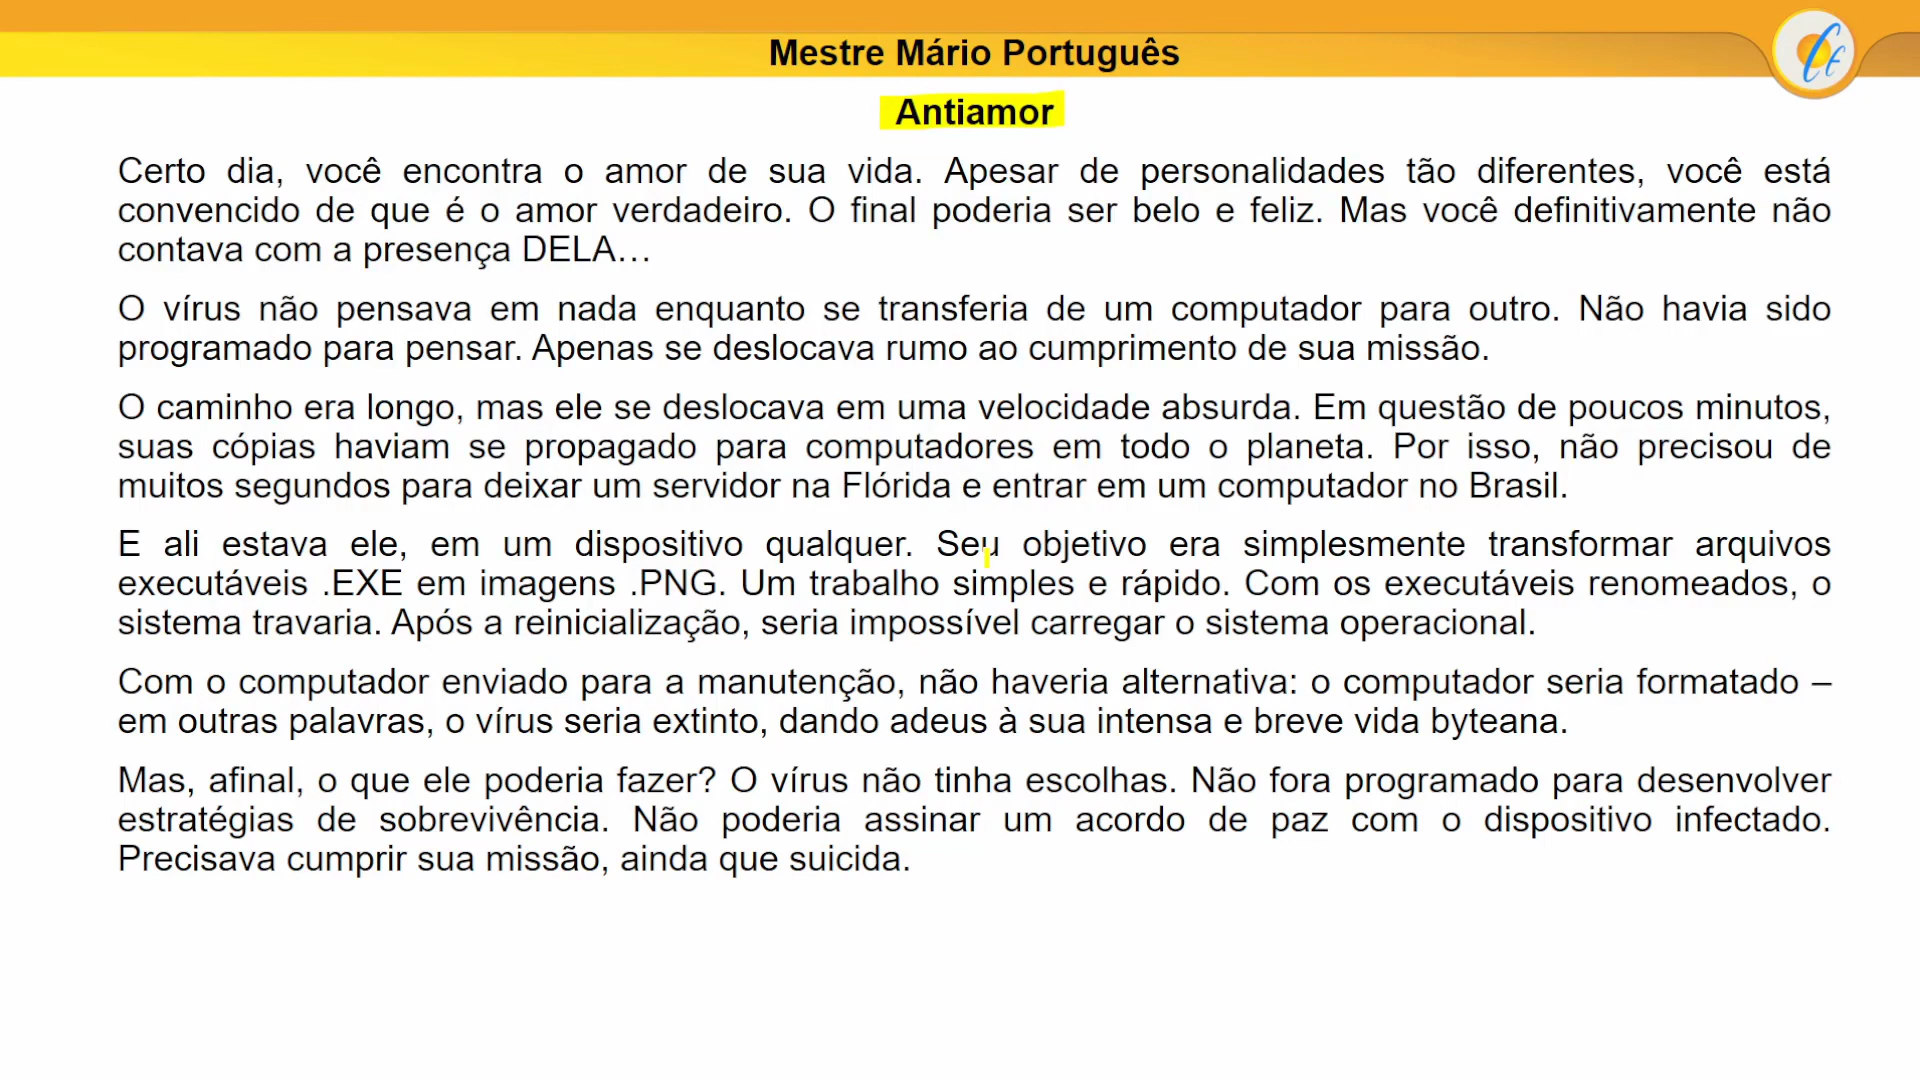 Mestre Mário Português
Antiamor
Certo dia, você encontra o amor de sua vida. Apesar de personalidades tão diferentes, você está
convencido de que é o amor verdadeiro. O final poderia ser belo e feliz. Mas você definitivamente não
contava com a presença DELA…
O vírus não pensava em nada enquanto se transferia de um computador para outro. Não havia sido
programado para pensar. Apenas se deslocava rumo ao cumprimento de sua missão.
O caminho era longo, mas ele se deslocava em uma velocidade absurda. Em questão de poucos minutos,
suas cópias haviam se propagado para computadores em todo o planeta. Por isso, não precisou de
muitos segundos para deixar um servidor na Flórida e entrar em um computador no Brasil.
E ali estava ele, em um dispositivo qualquer. Seu objetivo era simplesmente transformar arquivos
executáveis .EXE em imagens .PNG. Um trabalho simples e rápido. Com os executáveis renomeados, o
sistema travaria. Após a reinicialização, seria impossível carregar o sistema operacional.
Com o computador enviado para a manutenção, não haveria alternativa: o computador seria formatado –
em outras palavras, o vírus seria extinto, dando adeus à sua intensa e breve vida byteana.
Mas, afinal, o que ele poderia fazer? O vírus não tinha escolhas. Não fora programado para desenvolver
estratégias de sobrevivência. Não poderia assinar um acordo de paz com o dispositivo infectado.
Precisava cumprir sua missão, ainda que suicida.